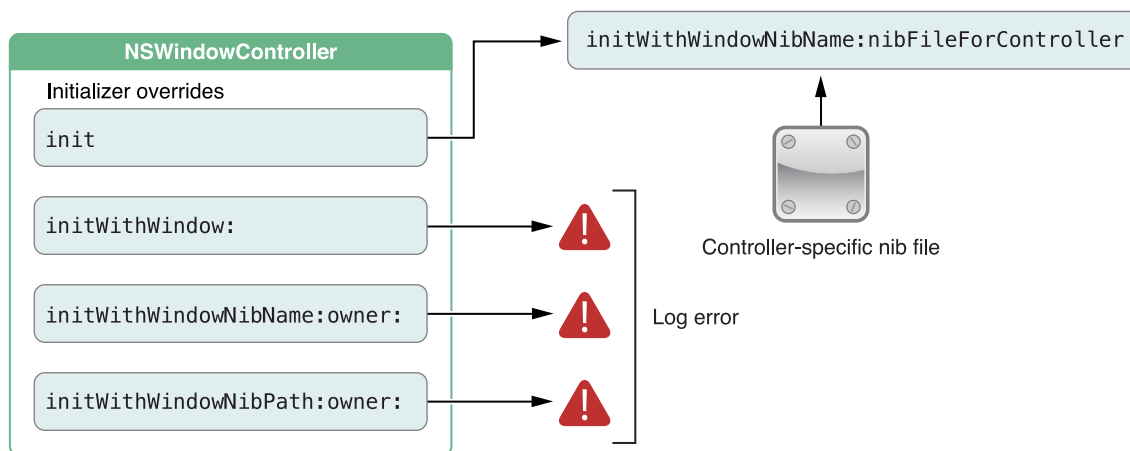 NSWindowController
Initializer overrides
init
initWithWindow:
initWithWindowNibName:owner:
initWithWindowNibPath:owner:
initWithWindowNibName:nibFileForController
Controller-specific nib file
Log error